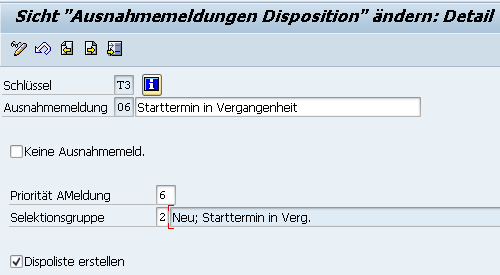 Sicht "Ausnahmemeldungen Disposition" ändern: Detail
Schlüssel T3
Ausnahmemeldung 06 Starttermin in Vergangenheit
Keine Ausnahmemeld.
Priorität AMeldung 6
Selektionsgruppe 2 Neu; Starttermin in Verg.
Dispoliste erstellen